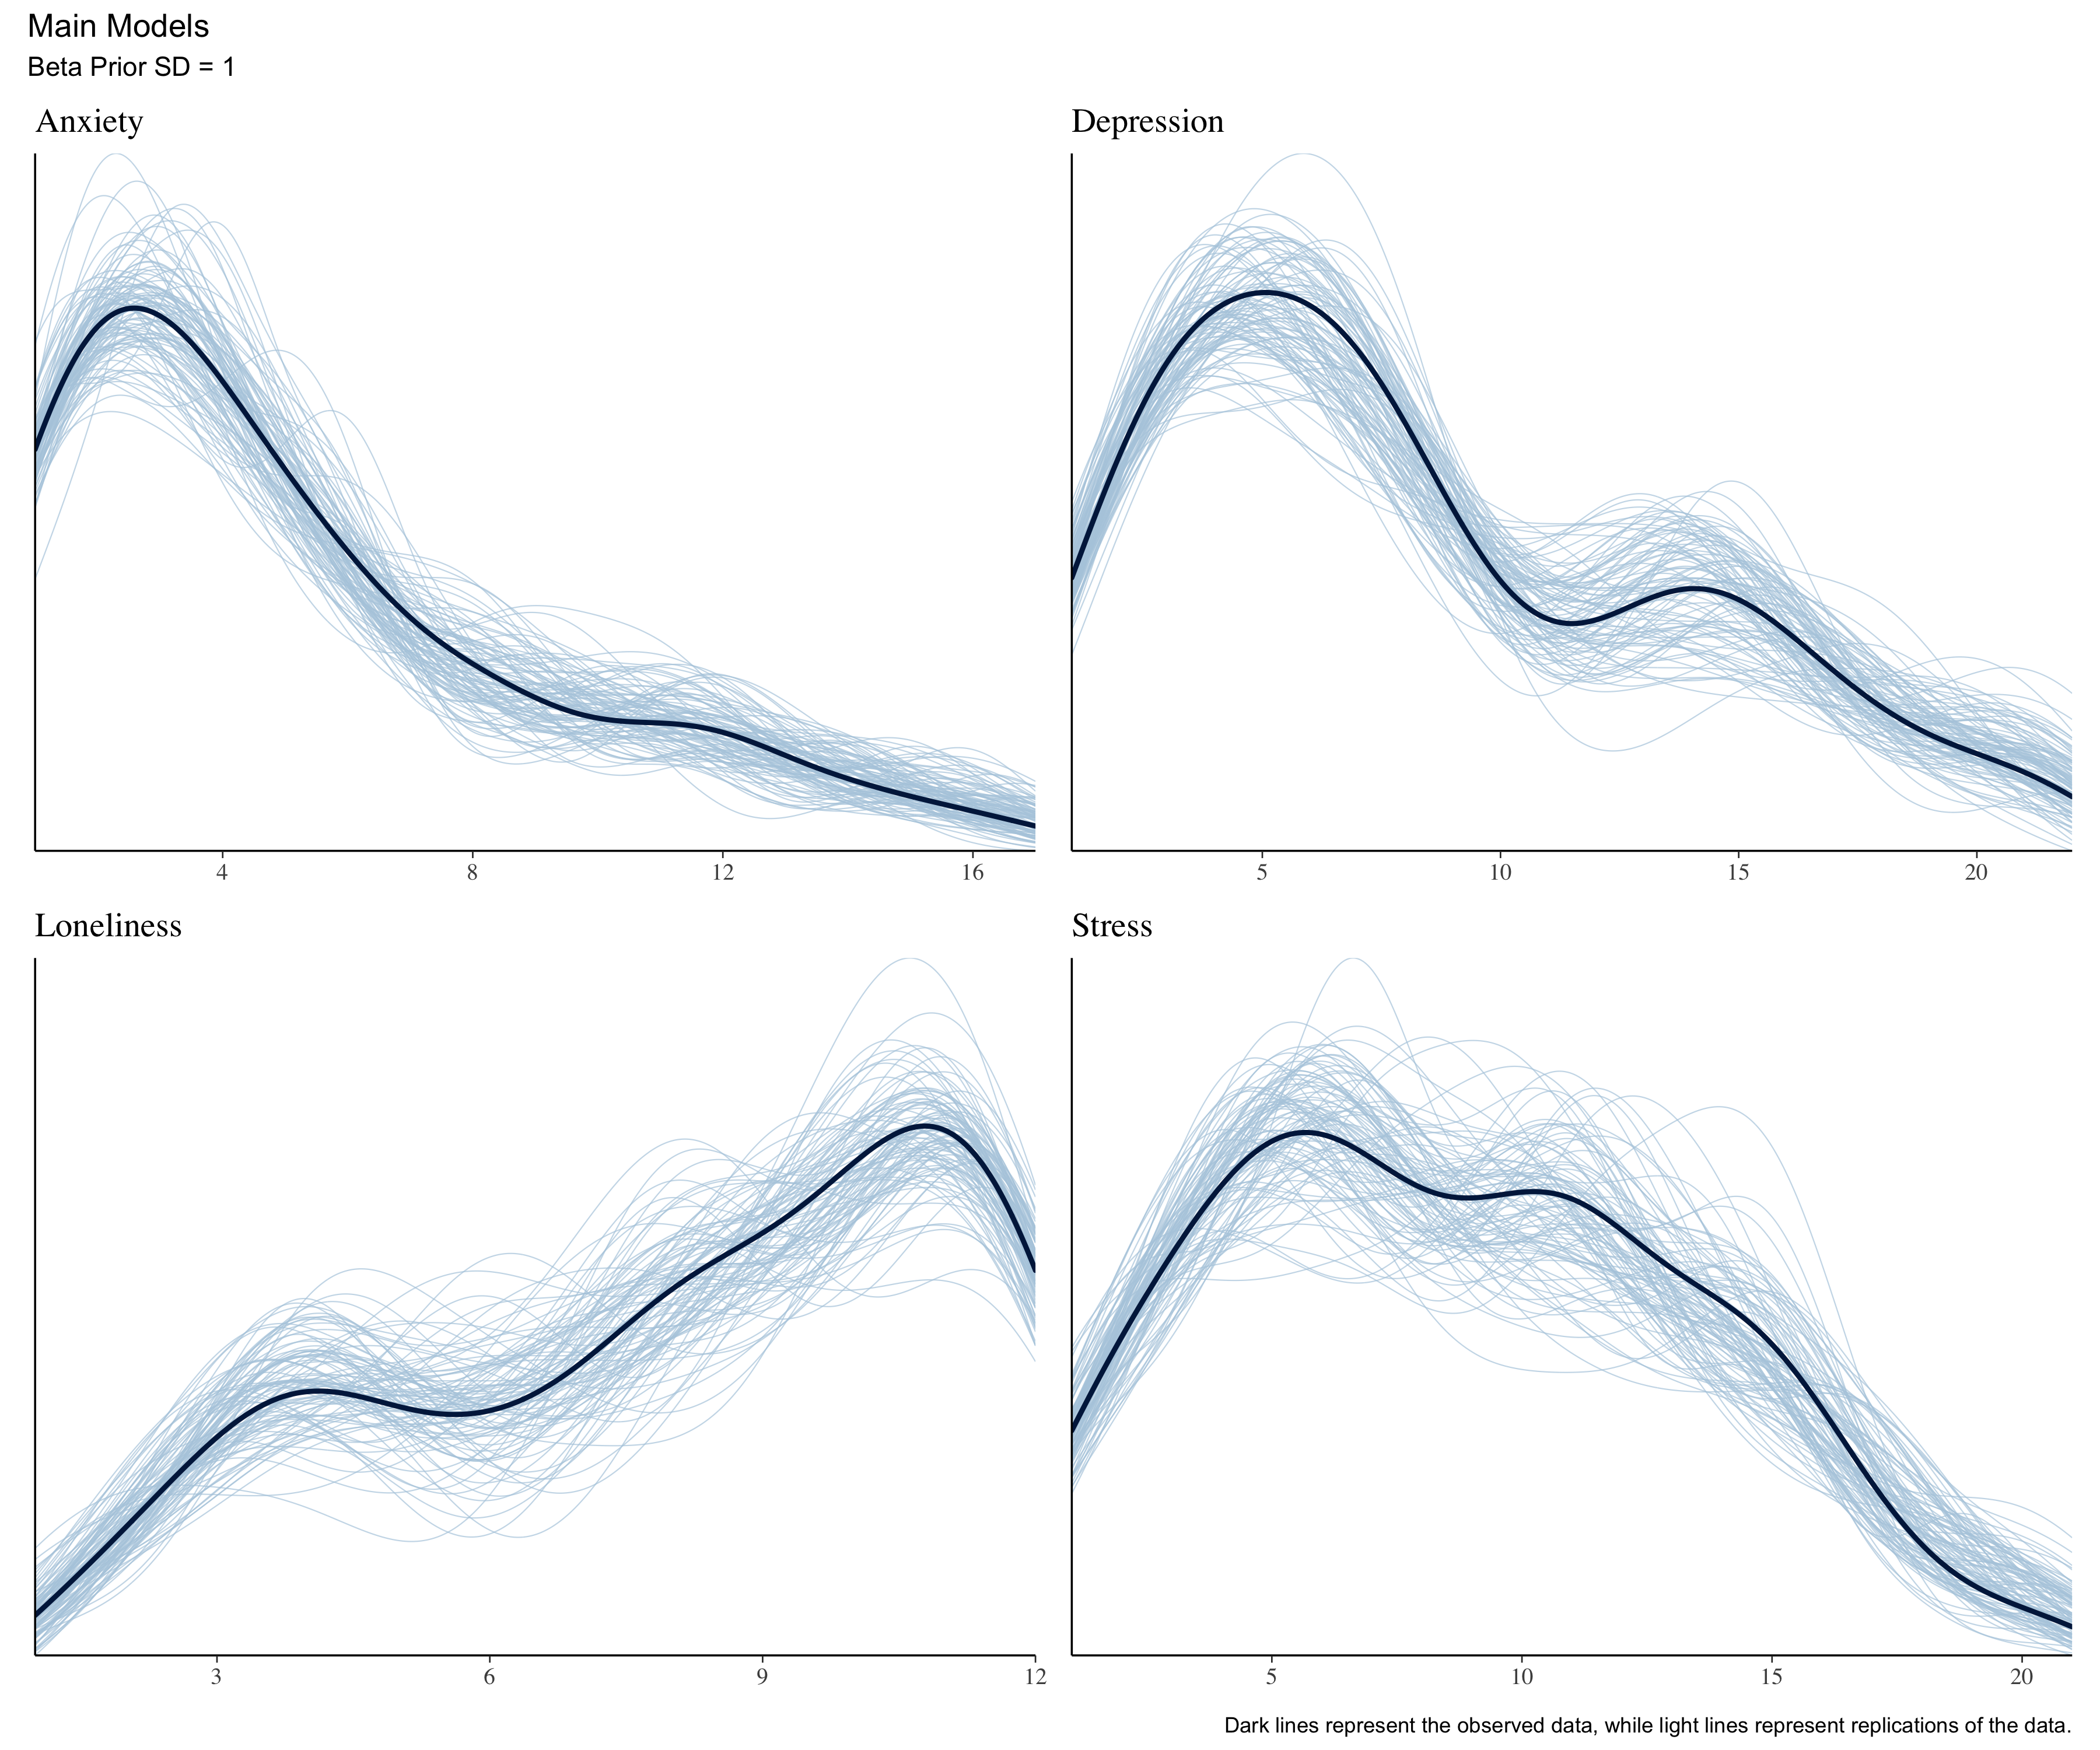 Main Models
Beta Prior SD = 1
Anxiety
4 8 12 16
Depression
5 10 15 20
Loneliness
3 6 9 12
Stress
5 10 15 20
Dark lines represent the observed data, while light lines represent replications of the data.